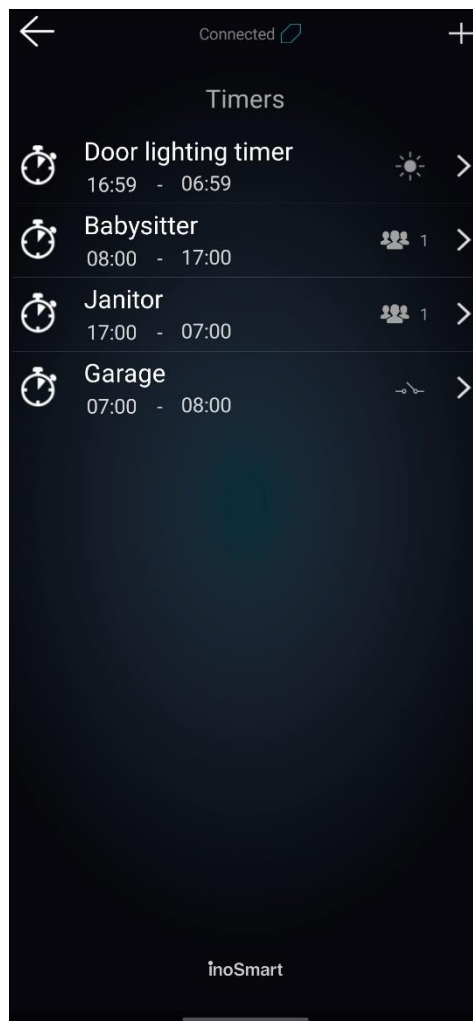 Connected
Timers
Door lighting timer
16:59 - 06:59
Babysitter
08:00 - 17:00
1
Janitor
17:00 - 07:00
1
Garage
07:00 - 08:00
inoSmart